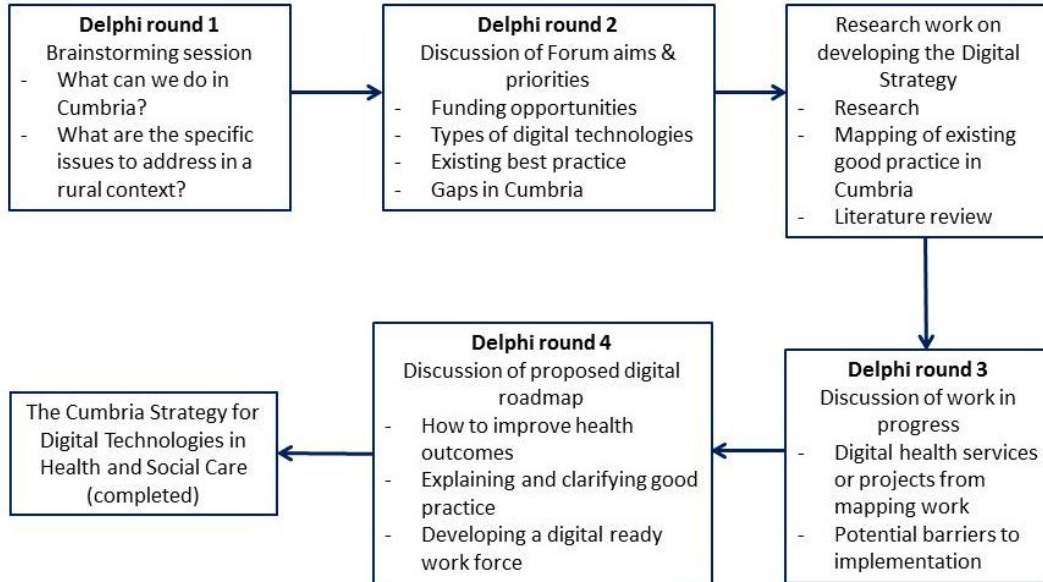 Delphi round 1
Brainstorming session
- What can we do in
Cumbria?
- What are the specific
issues to address in a
rural context?
Delphi round 2
Discussion of Forum aims &
priorities
- Funding opportunities
- Types of digital technologies
- Existing best practice
- Gaps in Cumbria
Research work on
developing the Digital
Strategy
- Research
- Mapping of existing
good practice in
Cumbria
- Literature review
Delphi round 3
Discussion of work in
progress
- Digital health services
or projects from
mapping work
- Potential barriers to
implementation
Delphi round 4
Discussion of proposed digital
roadmap
- How to improve health
outcomes
- Explaining and clarifying good
practice
- Developing a digital ready
work force
The Cumbria Strategy for
Digital Technologies in
Health and Social Care
(completed)